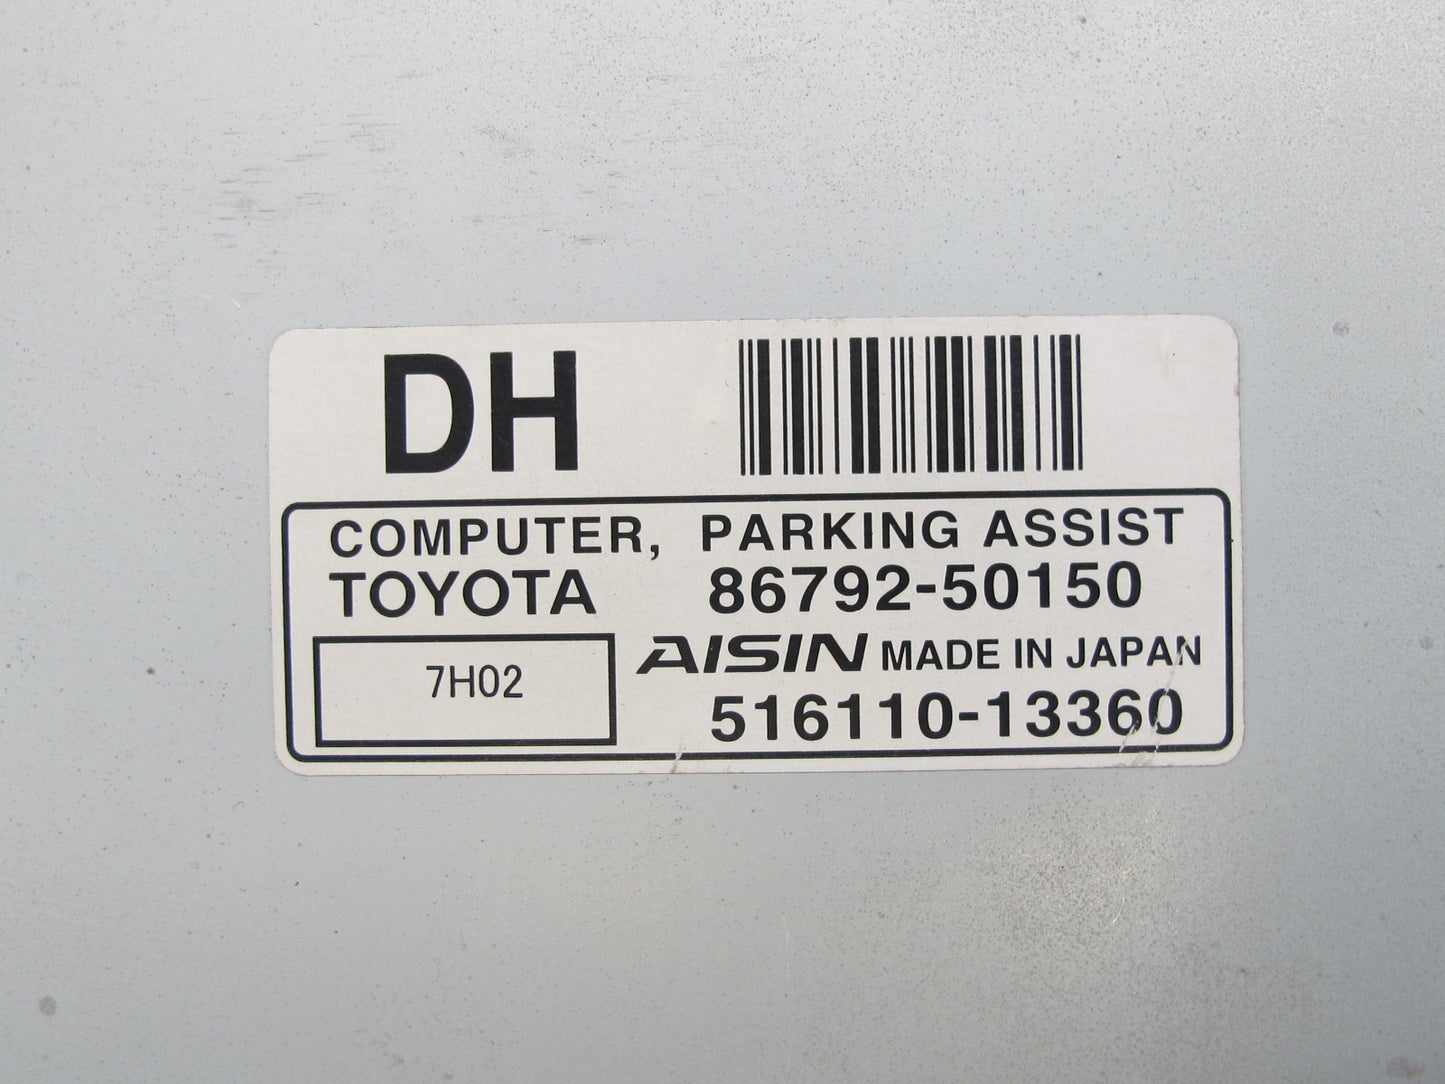 DH
COMPUTER, PARKING ASSIST
TOYOTA 86792-50150
7H02
AISIN MADE IN JAPAN
516110-13360